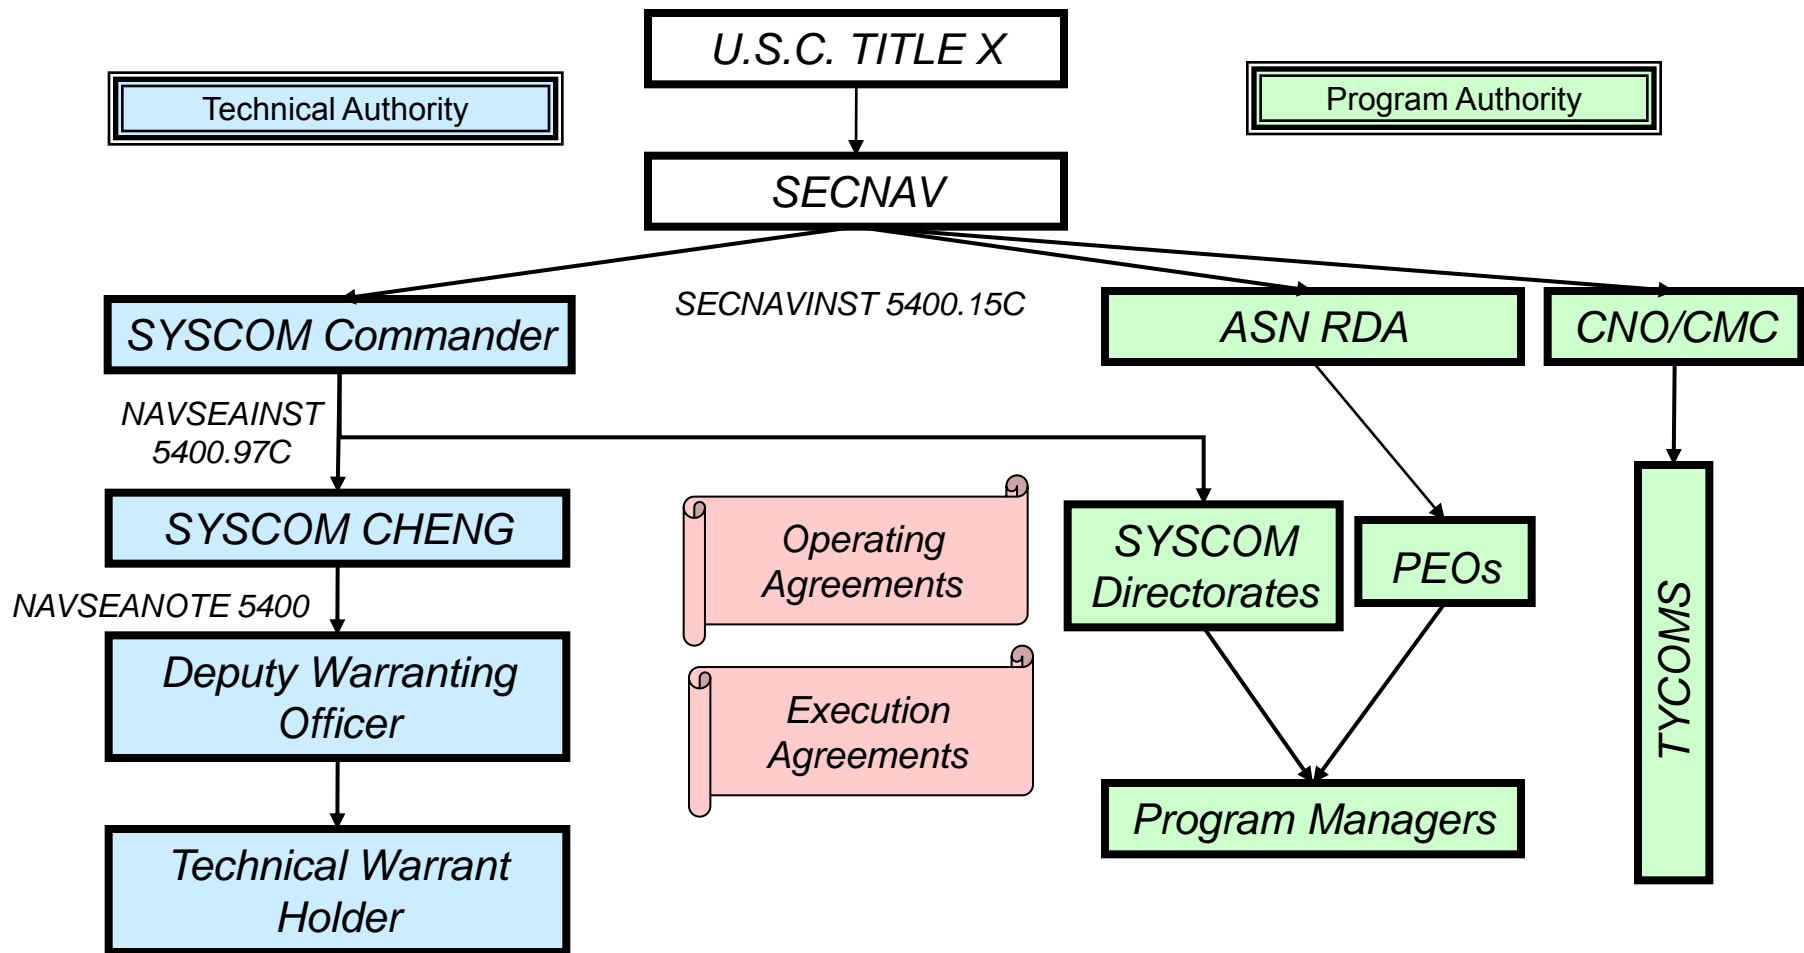 U.S.C. TITLE X
Technical Authority
Program Authority
SECNAV
SECNAVINST 5400.15C
SYSCOM Commander
ASN RDA
CNO/CMC
NAVSEAINST
5400.97C
SYSCOM CHENG
Operating
Agreements
SYSCOM
Directorates
PEOs
TYCOMS
NAVSEANOTE 5400
Deputy Warranting
Officer
Execution
Agreements
Program Managers
Technical Warrant
Holder